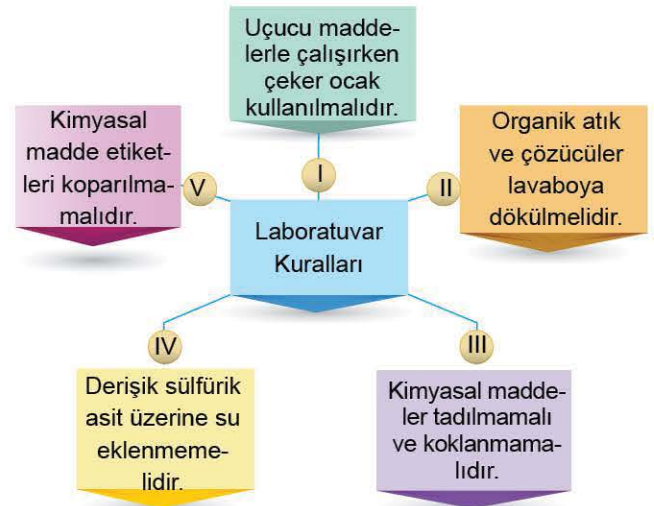 Uçucu madde-
lerle çalışırken
çeker ocak
kullanılmalıdır.
Kimyasal
madde etiket-
leri koparılma-
malıdır.
Organik atık
ve çözücüler
lavaboya
dökülmelidir.
V
I
II
Laboratuvar
Kuralları
IV
III
Derişik sülfürik
asit üzerine su
eklenmeme-
lidir.
Kimyasal madde-
ler tadılmamalı
ve koklanmama-
lıdır.